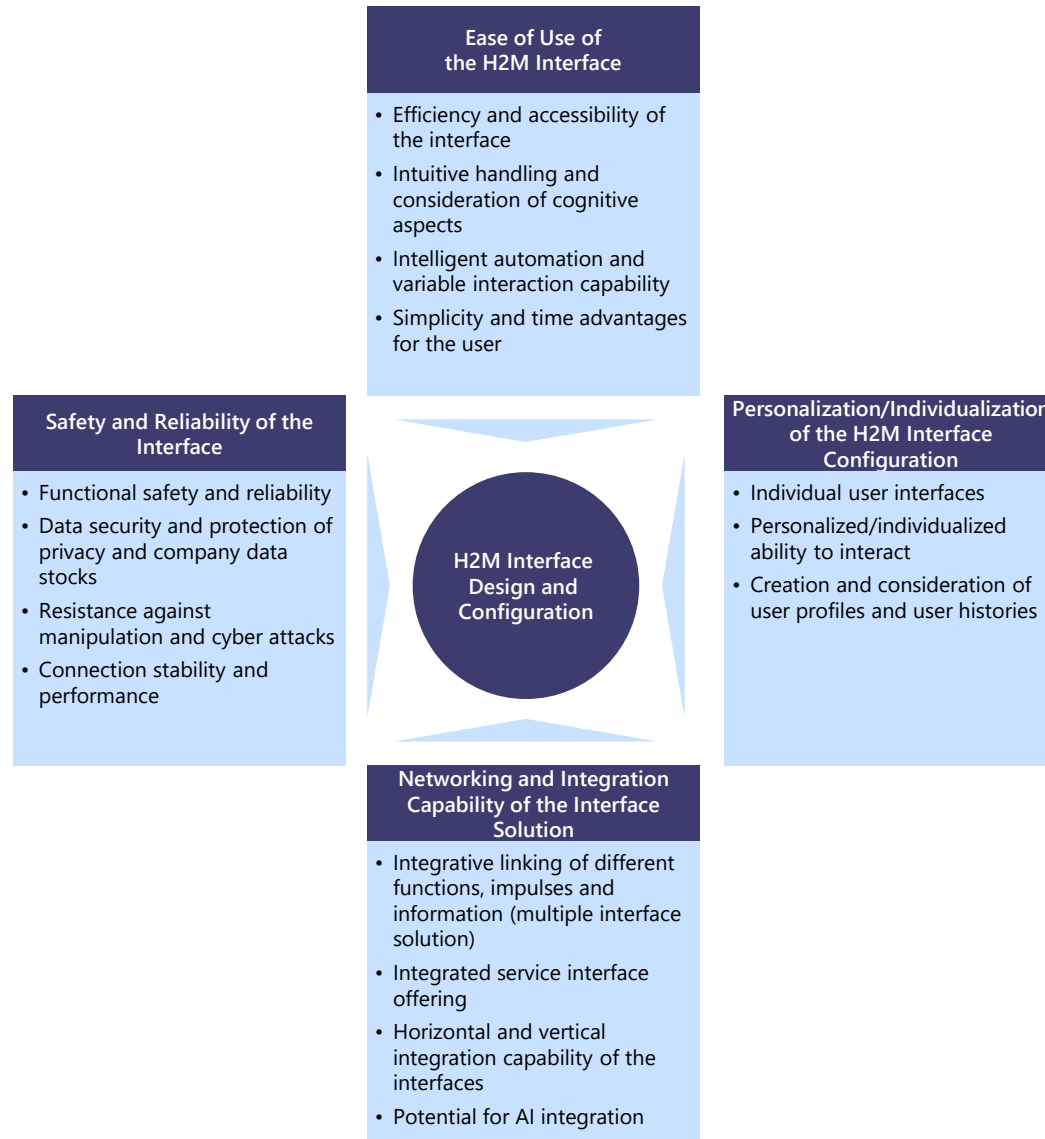 Ease of Use of
the H2M Interface
• Efficiency and accessibility of
the interface
• Intuitive handling and
consideration of cognitive
aspects
• Intelligent automation and
variable interaction capability
• Simplicity and time advantages
for the user
Safety and Reliability of the
Interface
• Functional safety and reliability
• Data security and protection of
privacy and company data
stocks
• Resistance against
manipulation and cyber attacks
• Connection stability and
performance
H2M Interface
Design and
Configuration
Personalization/Individualization
of the H2M Interface
Configuration
• Individual user interfaces
• Personalized/individualized
ability to interact
• Creation and consideration of
user profiles and user histories
Networking and Integration
Capability of the Interface
Solution
• Integrative linking of different
functions, impulses and
information (multiple interface
solution)
• Integrated service interface
offering
• Horizontal and vertical
integration capability of the
interfaces
• Potential for AI integration